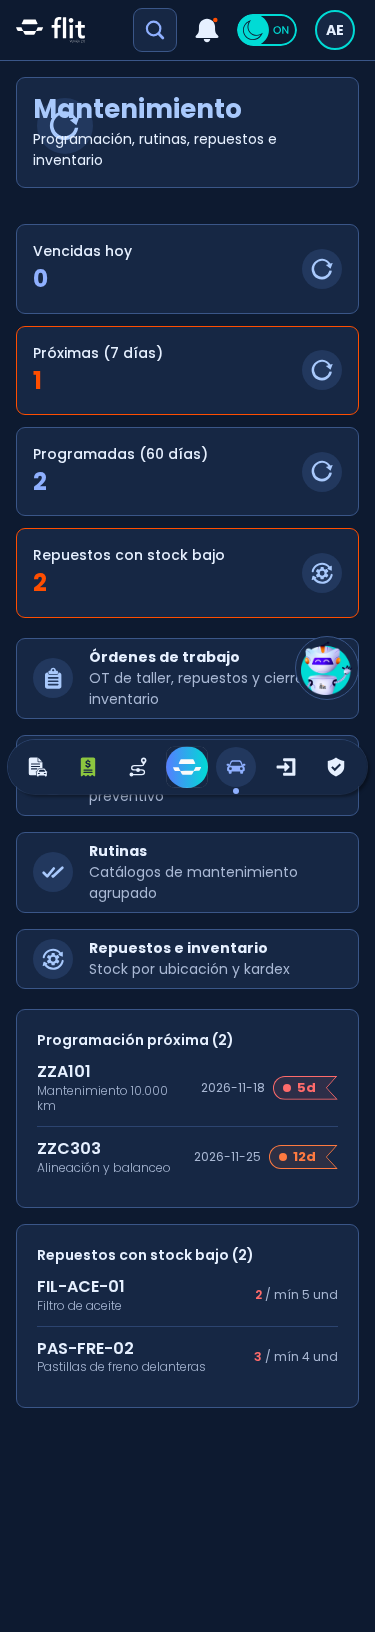 flit
ON
AE
Mantenimiento
Programación, rutinas, repuestos e
inventario
Vencidas hoy
0
Próximas (7 días)
1
Programadas (60 días)
2
Repuestos con stock bajo
2
Órdenes de trabajo
OT de taller, repuestos y cierre
inventario
preventivo
Rutinas
Catálogos de mantenimiento
agrupado
Repuestos e inventario
Stock por ubicación y kardex
Programación próxima (2)
ZZA101
Mantenimiento 10.000
km
2026-11-18
5d
ZZC303
Alineación y balanceo
2026-11-25
12d
Repuestos con stock bajo (2)
FIL-ACE-01
Filtro de aceite
2 / mín 5 und
PAS-FRE-02
Pastillas de freno delanteras
3 / mín 4 und